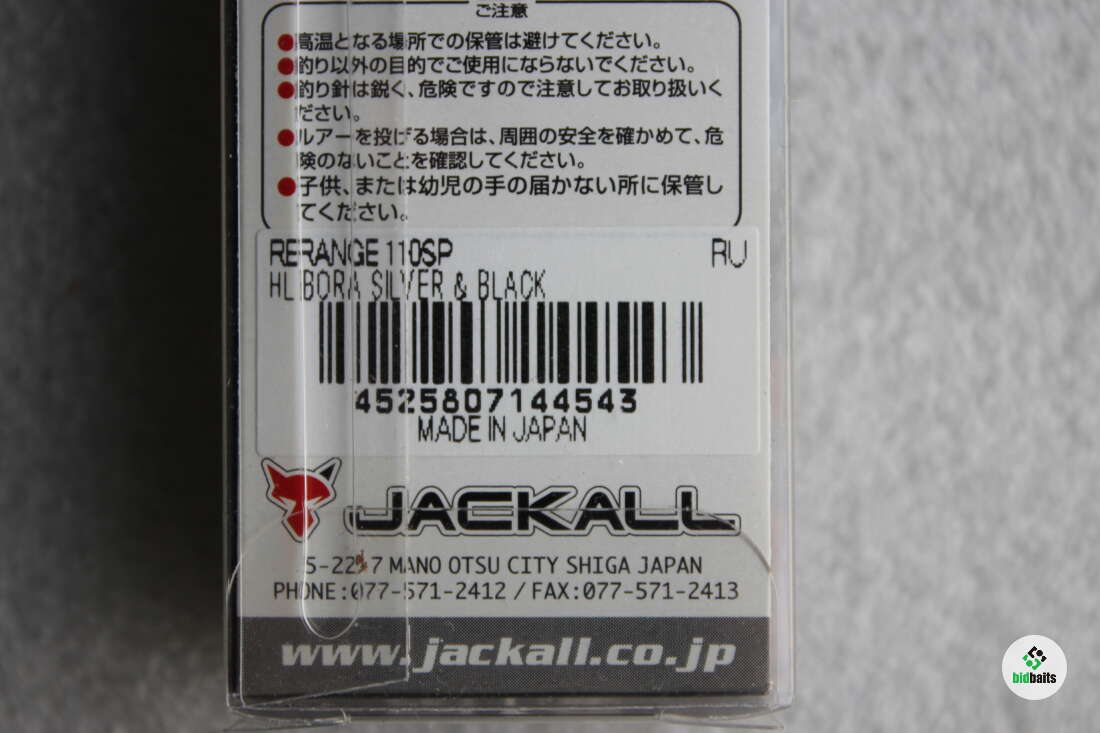 ご注意
●高温となる場所での保管は避けてください。
●釣り以外の目的でご使用にならないでください。
●釣り針は鋭く、危険ですので注意してお取り扱いく
ださい。
●ルアーを投げる場合は、周囲の安全を確かめて、危
険のないことを確認してください。
●子供、または幼児の手の届かない所に保管し
てください。
RERANGE 110SP RU
HL BORA SILVER & BLACK
4525807144543
MADE IN JAPAN
JACKALL
MANO OTSU CITY SHIGA JAPAN
PHONE:077-571-2412 / FAX:077-571-2413
www.jackall.co.jp
bidbaits